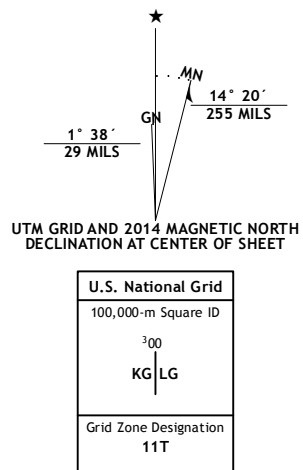 ★
MN
GN
14° 20´
255 MILS
1° 38´
29 MILS
UTM GRID AND 2014 MAGNETIC NORTH
DECLINATION AT CENTER OF SHEET
U.S. National Grid
100,000-m Square ID
³00
KG LG
Grid Zone Designation
11T